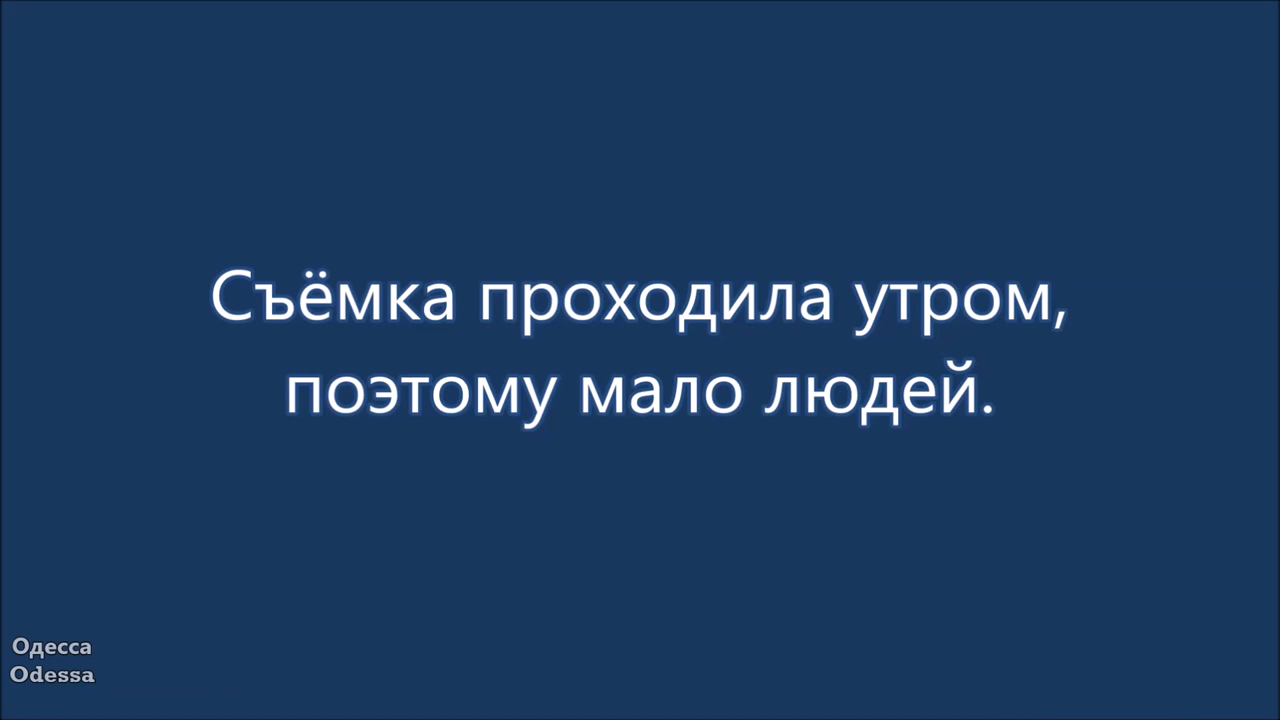 Съёмка проходила утром,
поэтому мало людей.
Одесса
Odessa